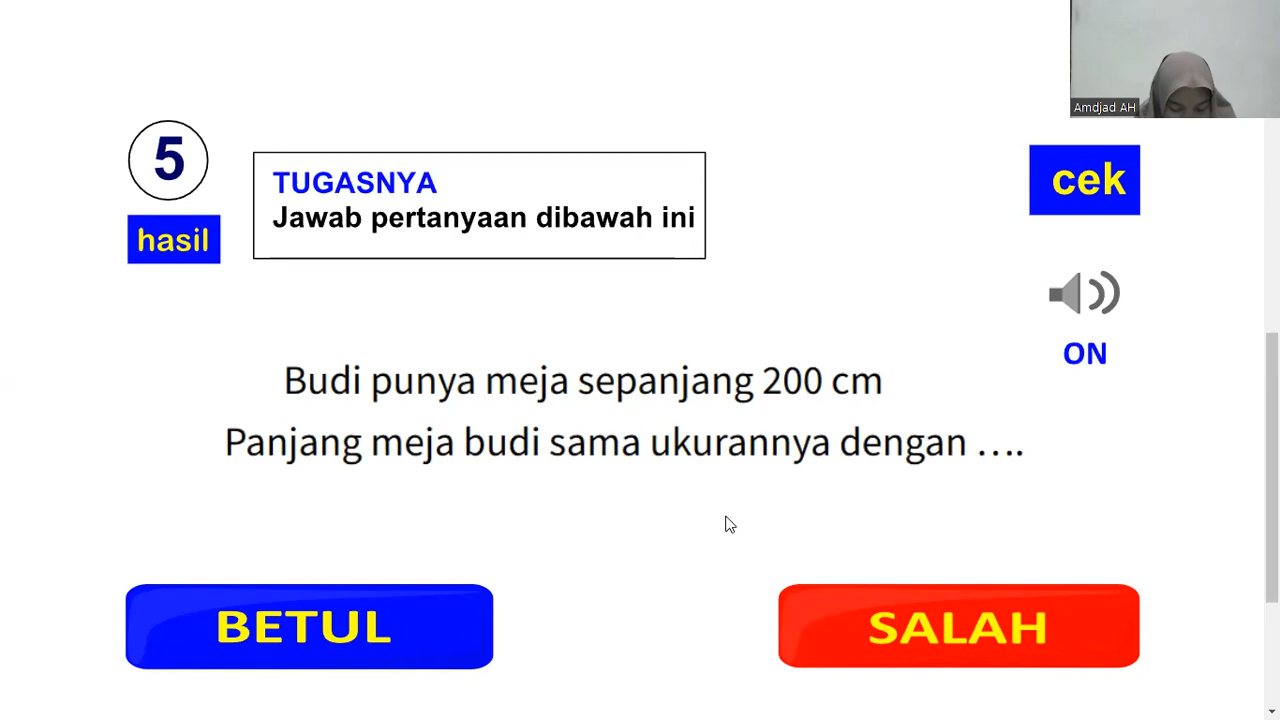 Amdjad AH
5
hasil
TUGASNYA
Jawab pertanyaan dibawah ini
cek
ON
Budi punya meja sepanjang 200 cm
Panjang meja budi sama ukurannya dengan ….
BETUL
SALAH